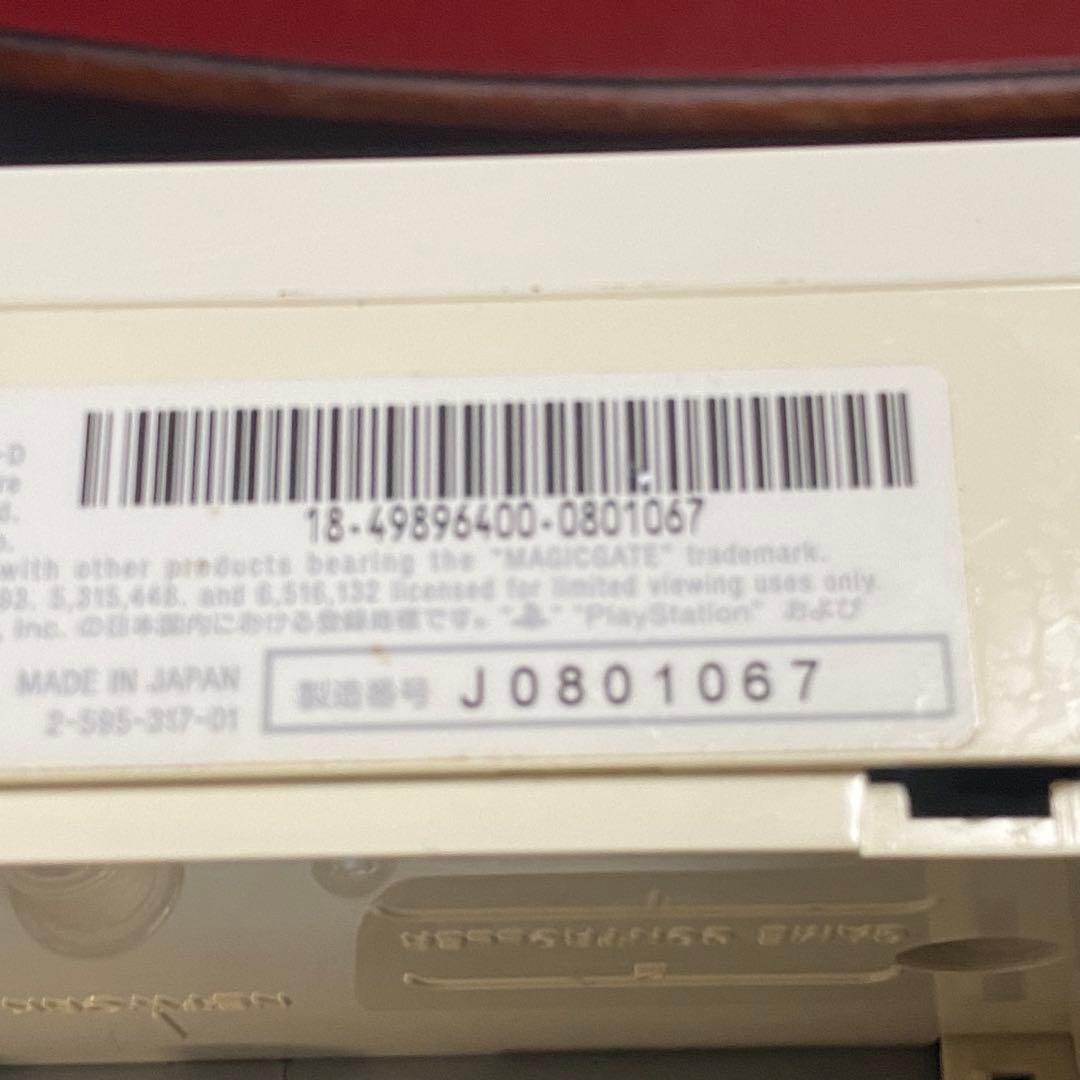 -D
re
18-49896400-0801067
with other products bearing the "MAGICGATE" trademark.
93, 5,315,448, and 6,516,132 licensed for limited viewing uses only.
, Inc. の日本国内における登録商標です。 " " "PlayStation" および
MADE IN JAPAN
2-595-317-01
製造番号 J0801067